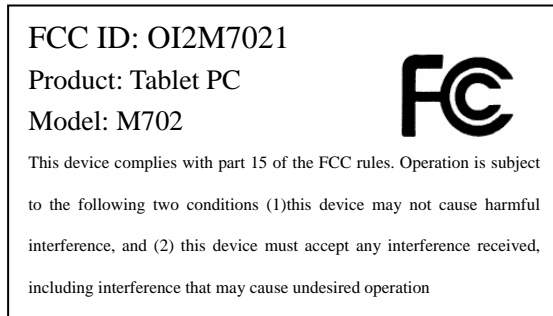 FCC ID: OI2M7021
Product: Tablet PC
Model: M702
FC
This device complies with part 15 of the FCC rules. Operation is subject
to the following two conditions (1)this device may not cause harmful
interference, and (2) this device must accept any interference received,
including interference that may cause undesired operation